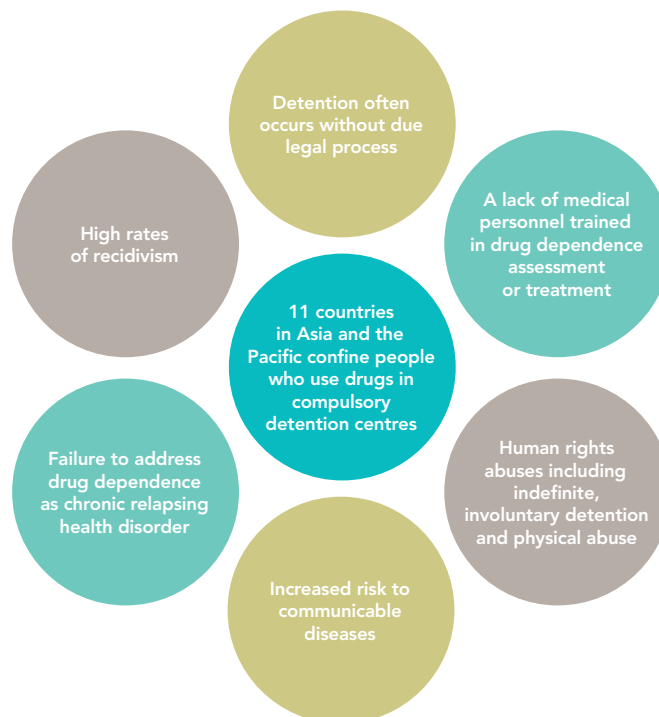 Detention often
occurs without due
legal process
High rates
of recidivism
A lack of medical
personnel trained
in drug dependence
assessment
or treatment
11 countries
in Asia and the
Pacific confine people
who use drugs in
compulsory
detention centres
Failure to address
drug dependence
as chronic relapsing
health disorder
Human rights
abuses including
indefinite,
involuntary detention
and physical abuse
Increased risk to
communicable
diseases